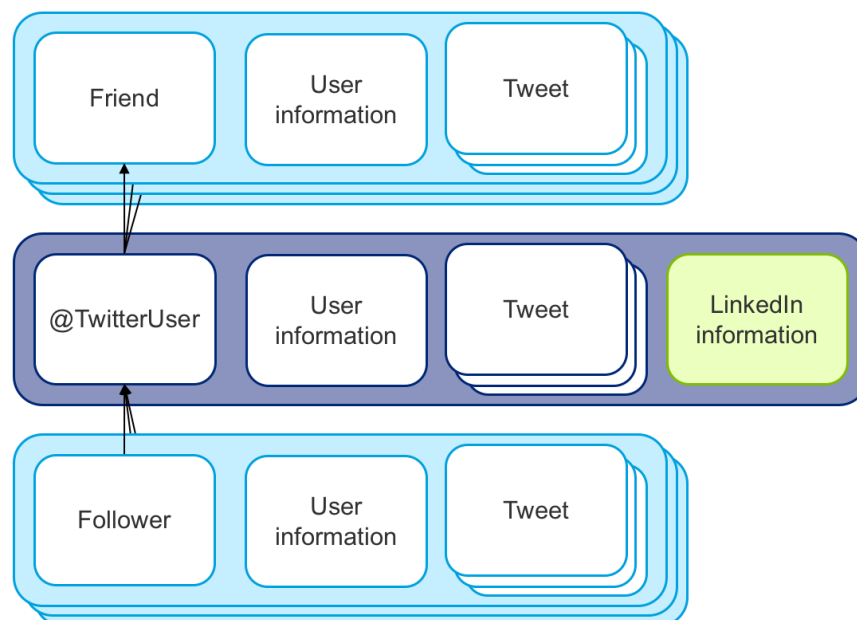 Friend
User
information
Tweet
@TwitterUser
User
information
Tweet
LinkedIn
information
Follower
User
information
Tweet